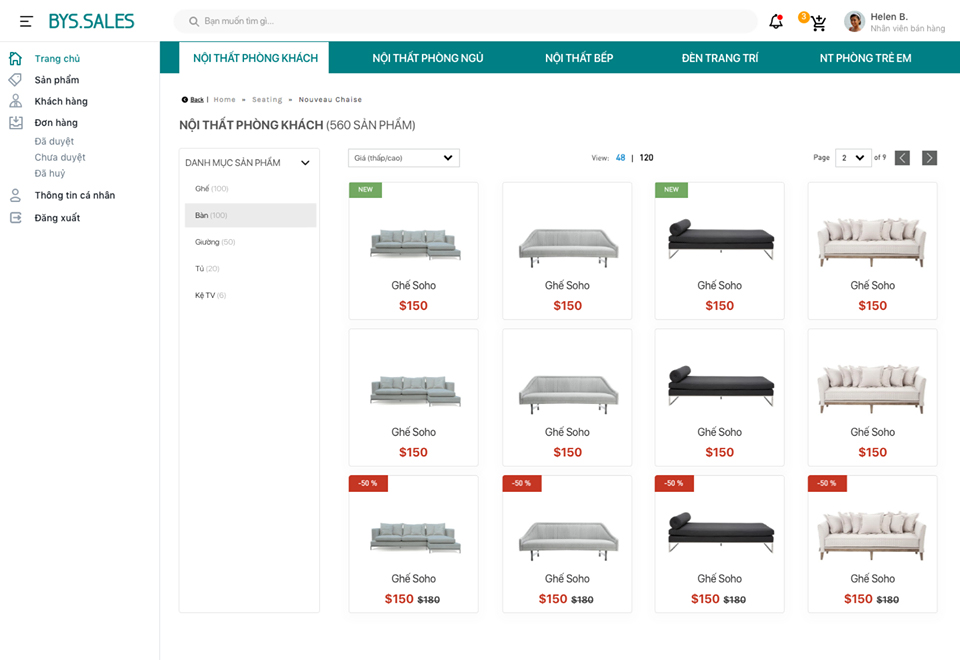 BYS.SALES
Bạn muốn tìm gì...
3
Helen B.
Nhân viên bán hàng
Trang chủ
Sản phẩm
Khách hàng
Đơn hàng
Đã duyệt
Chưa duyệt
Đã huỷ
Thông tin cá nhân
Đăng xuất
NỘI THẤT PHÒNG KHÁCH
NỘI THẤT PHÒNG NGỦ
NỘI THẤT BẾP
ĐÈN TRANG TRÍ
NT PHÒNG TRẺ EM
Back | Home » Seating » Nouveau Chaise
NỘI THẤT PHÒNG KHÁCH (560 SẢN PHẨM)
DANH MỤC SẢN PHẨM
Ghế (100)
Bàn (100)
Giường (50)
Tủ (20)
Kệ TV (6)
Giá (thấp/cao)
View: 48 | 120
Page 2 of 9
NEW
NEW
Ghế Soho
Ghế Soho
Ghế Soho
Ghế Soho
$150
$150
$150
$150
Ghế Soho
Ghế Soho
Ghế Soho
Ghế Soho
$150
$150
$150
$150
-50 %
-50 %
-50 %
-50 %
Ghế Soho
Ghế Soho
Ghế Soho
Ghế Soho
$150 $180
$150 $180
$150 $180
$150 $180